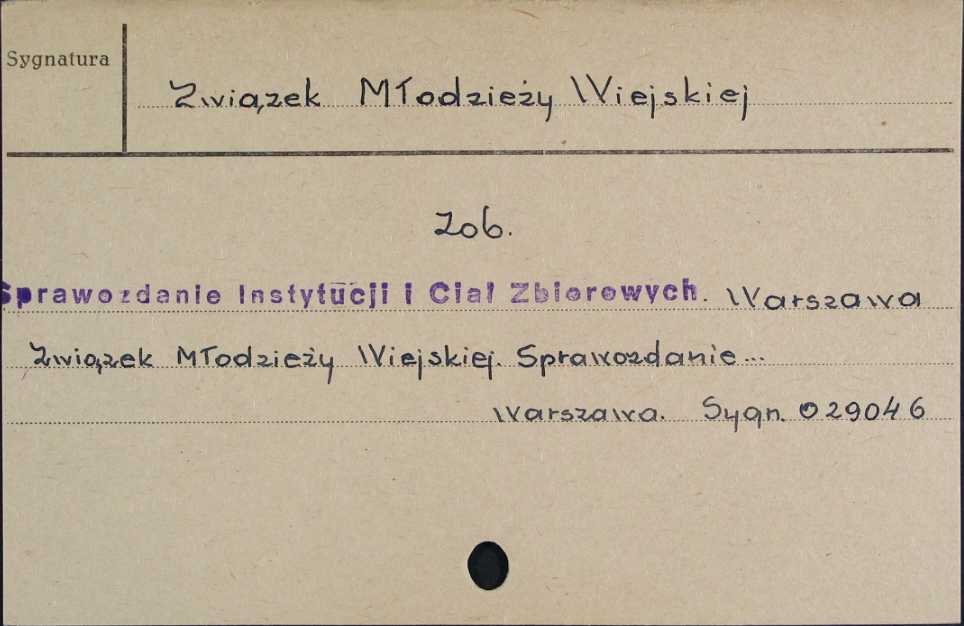 Sygnatura
Związek Młodzieży Wiejskiej
Zob.
Sprawozdanie Instytucji i Ciał Zbiorowych. Warszawa
Związek Młodzieży Wiejskiej. Sprawozdanie...
Warszawa. Sygn. 029046